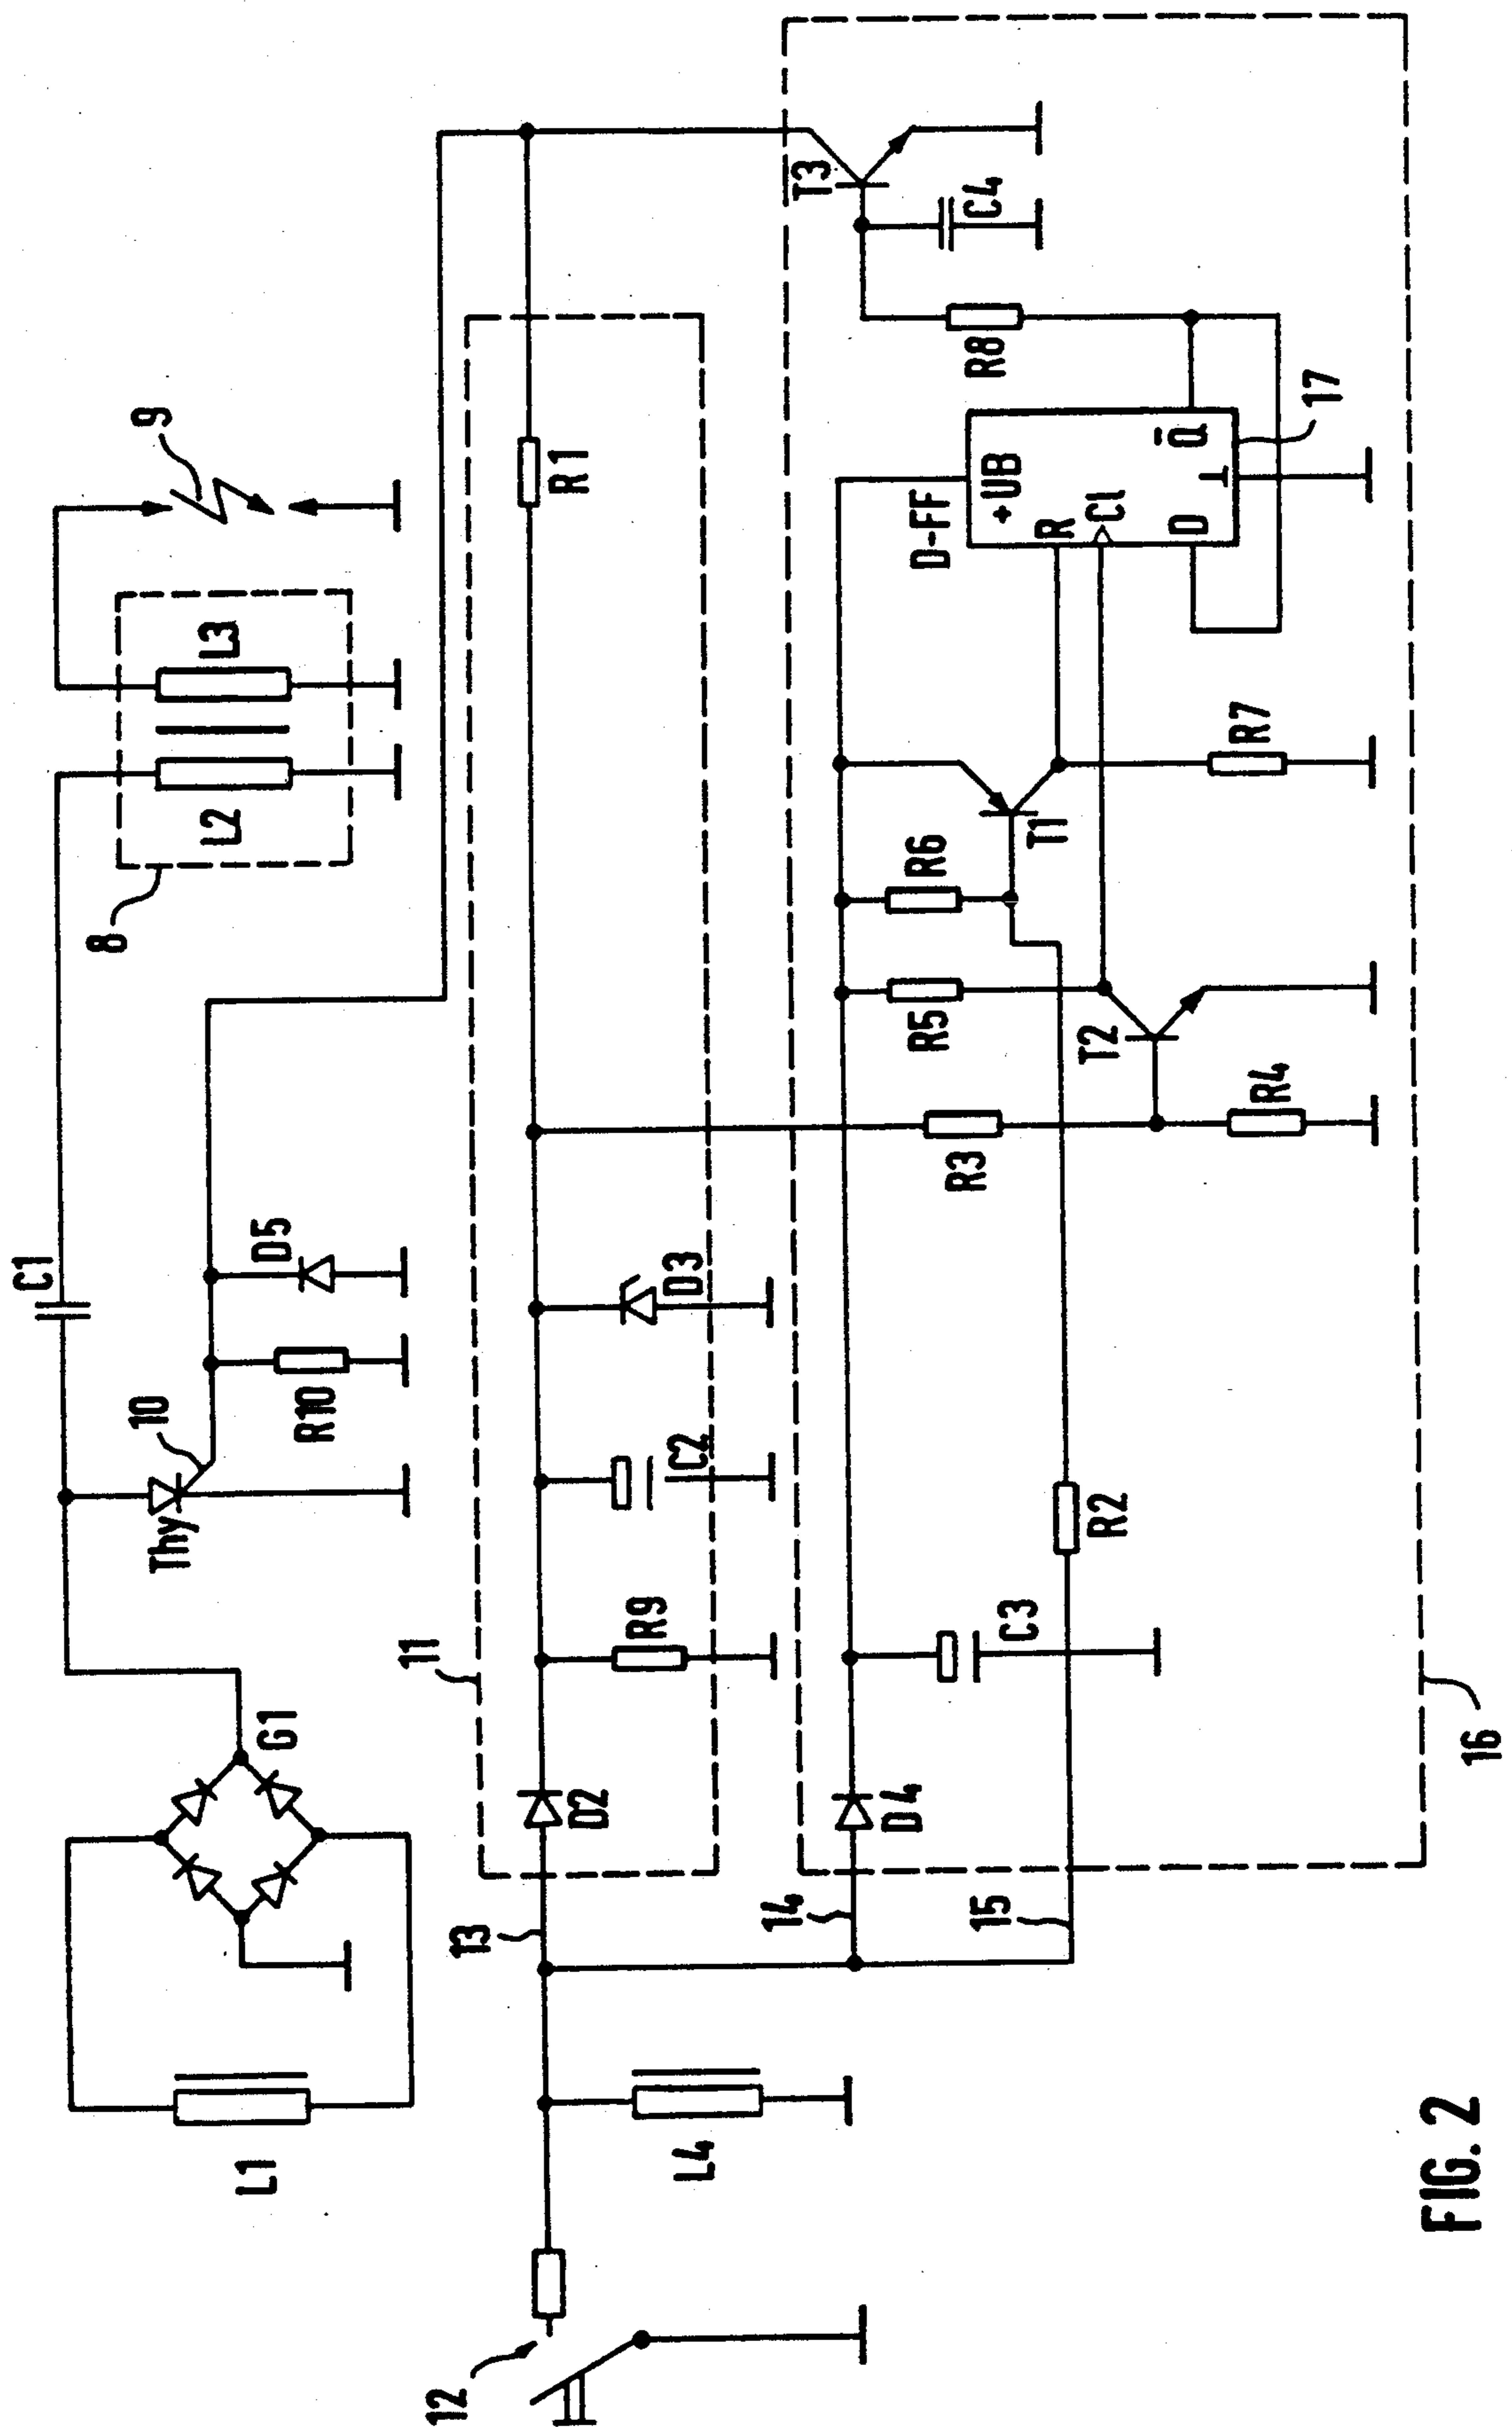 L1
G1
Thy
10
R10
D5
C1
8
L2
L3
9
12
L4
13
11
D2
R9
C2
D3
R1
14
15
D4
C3
R2
R3
R4
R5
T2
R6
T1
R7
D-FF
+UB
R
Cl
D
⊥
Q̅
17
R8
T3
C4
16
FIG. 2